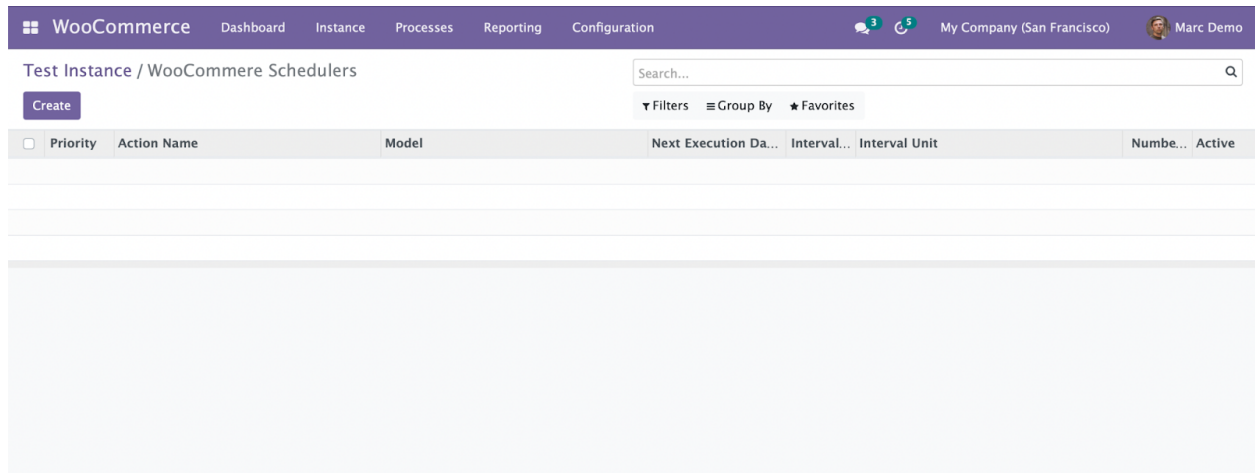 WooCommerce Dashboard Instance Processes Reporting Configuration 3 5 My Company (San Francisco) Marc Demo
Test Instance / WooCommere Schedulers
Search...
Create
Filters Group By Favorites
Priority Action Name Model Next Execution Da... Interval... Interval Unit Numbe... Active